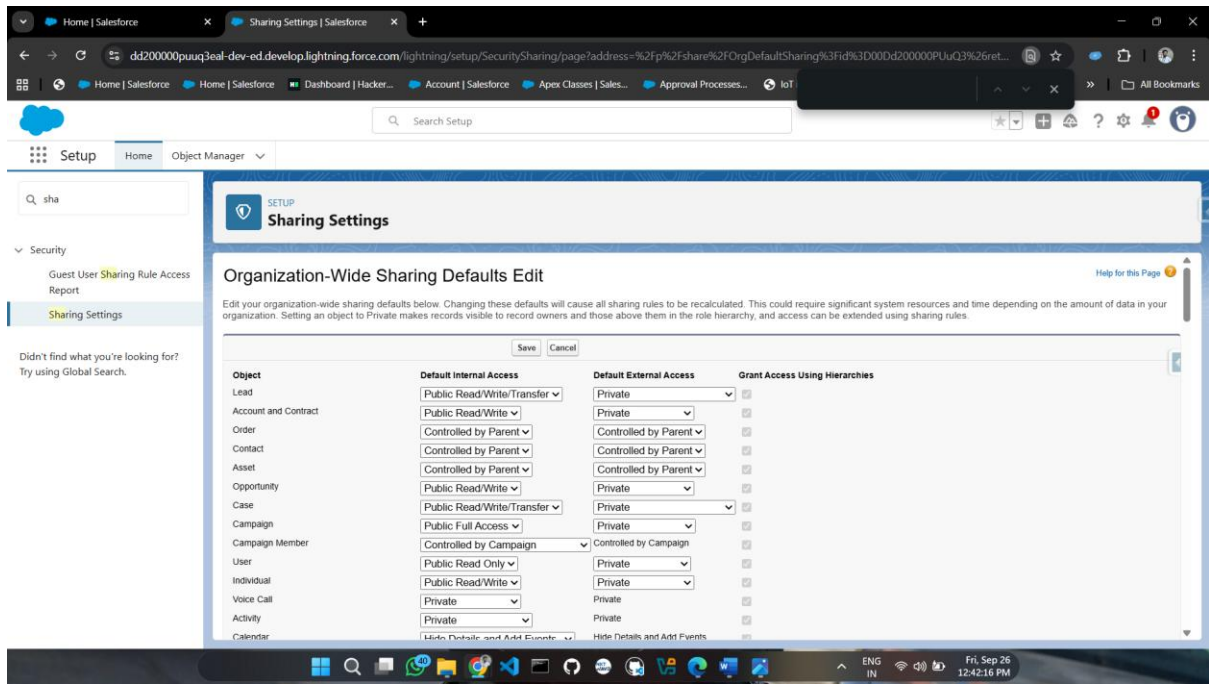 Home | Salesforce
Sharing Settings | Salesforce
dd200000puuq3eal-dev-ed.develop.lightning.force.com/lightning/setup/SecuritySharing/page?address=%2Fp%2Fshare%2FOrgDefaultSharing%3Fid%3D00Dd200000PUuQ3%26ret...
Home | Salesforce Home | Salesforce Dashboard | Hacker... Account | Salesforce Apex Classes | Sales... Approval Processes... IoT » All Bookmarks
Search Setup
Setup Home Object Manager
sha
SETUP
Sharing Settings
Security
Guest User Sharing Rule Access
Report
Sharing Settings
Didn't find what you're looking for?
Try using Global Search.
Organization-Wide Sharing Defaults Edit
Help for this Page
Edit your organization-wide sharing defaults below. Changing these defaults will cause all sharing rules to be recalculated. This could require significant system resources and time depending on the amount of data in your
organization. Setting an object to Private makes records visible to record owners and those above them in the role hierarchy, and access can be extended using sharing rules.
Save Cancel
Object Default Internal Access Default External Access Grant Access Using Hierarchies
Lead Public Read/Write/Transfer Private
Account and Contract Public Read/Write Private
Order Controlled by Parent Controlled by Parent
Contact Controlled by Parent Controlled by Parent
Asset Controlled by Parent Controlled by Parent
Opportunity Public Read/Write Private
Case Public Read/Write/Transfer Private
Campaign Public Full Access Private
Campaign Member Controlled by Campaign Controlled by Campaign
User Public Read Only Private
Individual Public Read/Write Private
Voice Call Private Private
Activity Private Private
Calendar Hide Details and Add Events Hide Details and Add Events
ENG
IN
Fri, Sep 26
12:42:16 PM